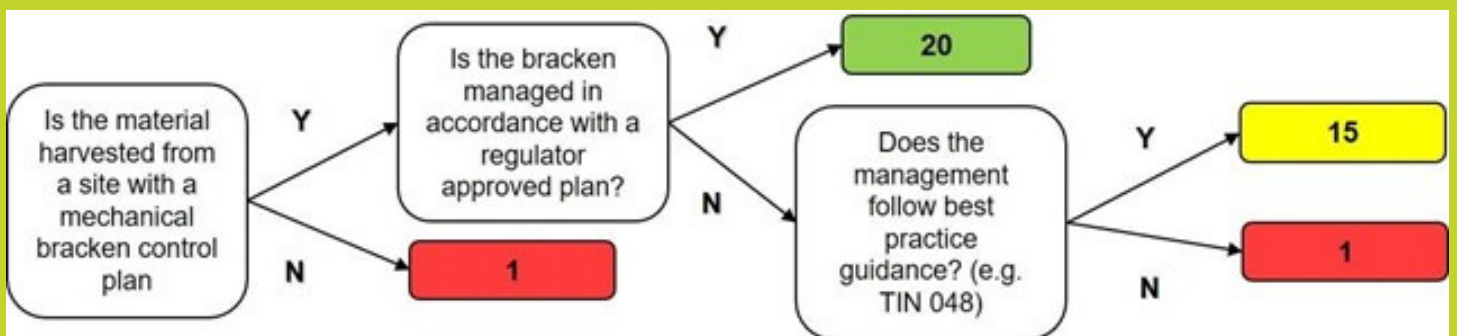 Is the material
harvested from
a site with a
mechanical
bracken control
plan
Y
N
Is the bracken
managed in
accordance with a
regulator
approved plan?
1
Y
N
20
Does the
management
follow best
practice
guidance? (e.g.
TIN 048)
Y
N
15
1